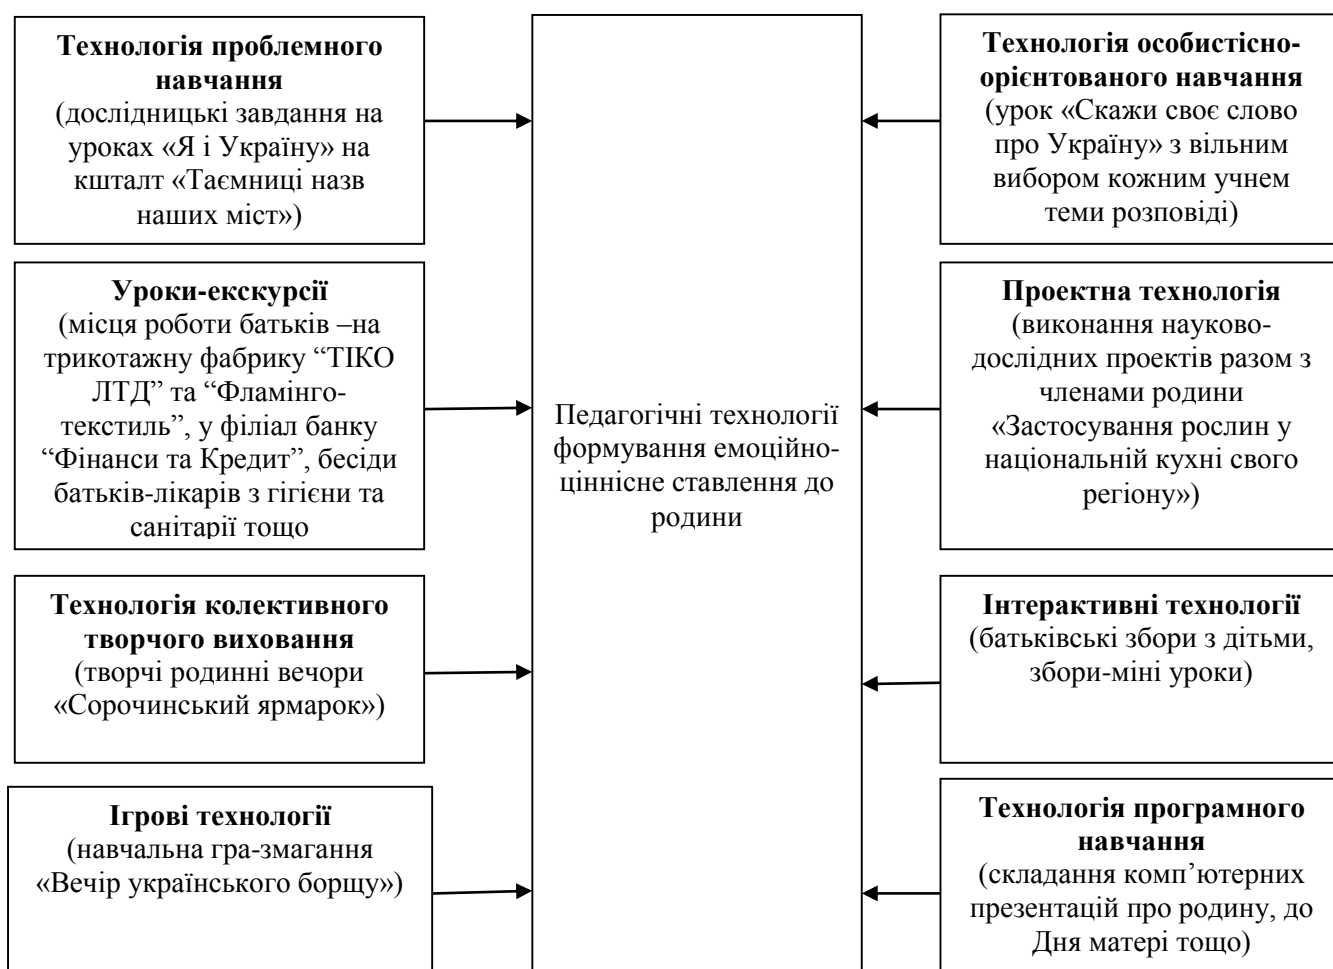 Технологія проблемного
навчання
(дослідницькі завдання на
уроках «Я і Україну» на
кшталт «Таємниці назв
наших міст»)
Уроки-екскурсії
(місця роботи батьків –на
трикотажну фабрику “ТІКО
ЛТД” та “Фламінго-
текстиль”, у філіал банку
“Фінанси та Кредит”, бесіди
батьків-лікарів з гігієни та
санітарії тощо
Технологія колективного
творчого виховання
(творчі родинні вечори
«Сорочинський ярмарок»)
Ігрові технології
(навчальна гра-змагання
«Вечір українського борщу»)
Педагогічні технології
формування емоційно-
ціннісне ставлення до
родини
Технологія особистісно-
орієнтованого навчання
(урок «Скажи своє слово
про Україну» з вільним
вибором кожним учнем
теми розповіді)
Проектна технологія
(виконання науково-
дослідних проектів разом з
членами родини
«Застосування рослин у
національній кухні свого
регіону»)
Інтерактивні технології
(батьківські збори з дітьми,
збори-міні уроки)
Технологія програмного
навчання
(складання комп’ютерних
презентацій про родину, до
Дня матері тощо)